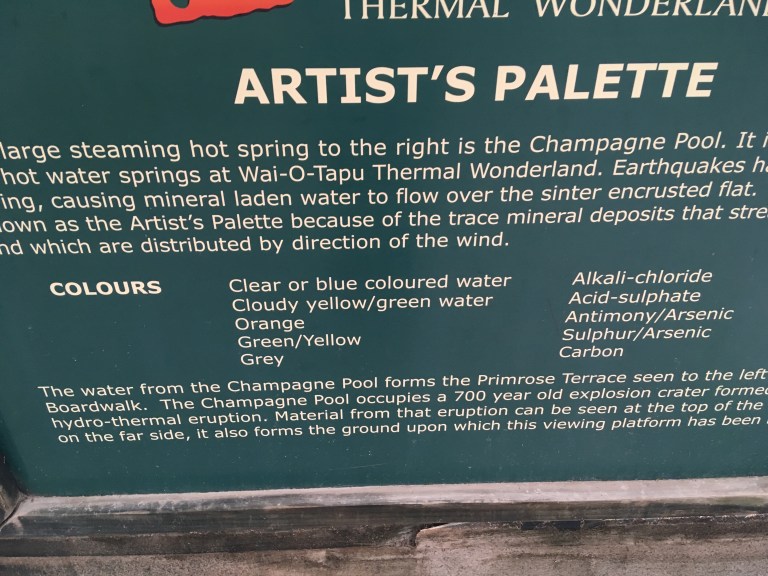 THERMAL WONDERLAND
ARTIST'S PALETTE
large steaming hot spring to the right is the Champagne Pool. It
hot water springs at Wai-O-Tapu Thermal Wonderland. Earthquakes
causing mineral laden water to flow over the sinter encrusted flat.
as the Artist's Palette because of the trace mineral deposits that
which are distributed by direction of the wind.
COLOURS
Clear or blue coloured water Alkali-chloride
Cloudy yellow/green water Acid-sulphate
Orange Antimony/Arsenic
Green/Yellow Sulphur/Arsenic
Grey Carbon
The water from the Champagne Pool forms the Primrose Terrace seen to the left
Boardwalk. The Champagne Pool occupies a 700 year old explosion crater formed
hydro-thermal eruption. Material from that eruption can be seen at the top of the
on the far side, it also forms the ground upon which this viewing platform has been